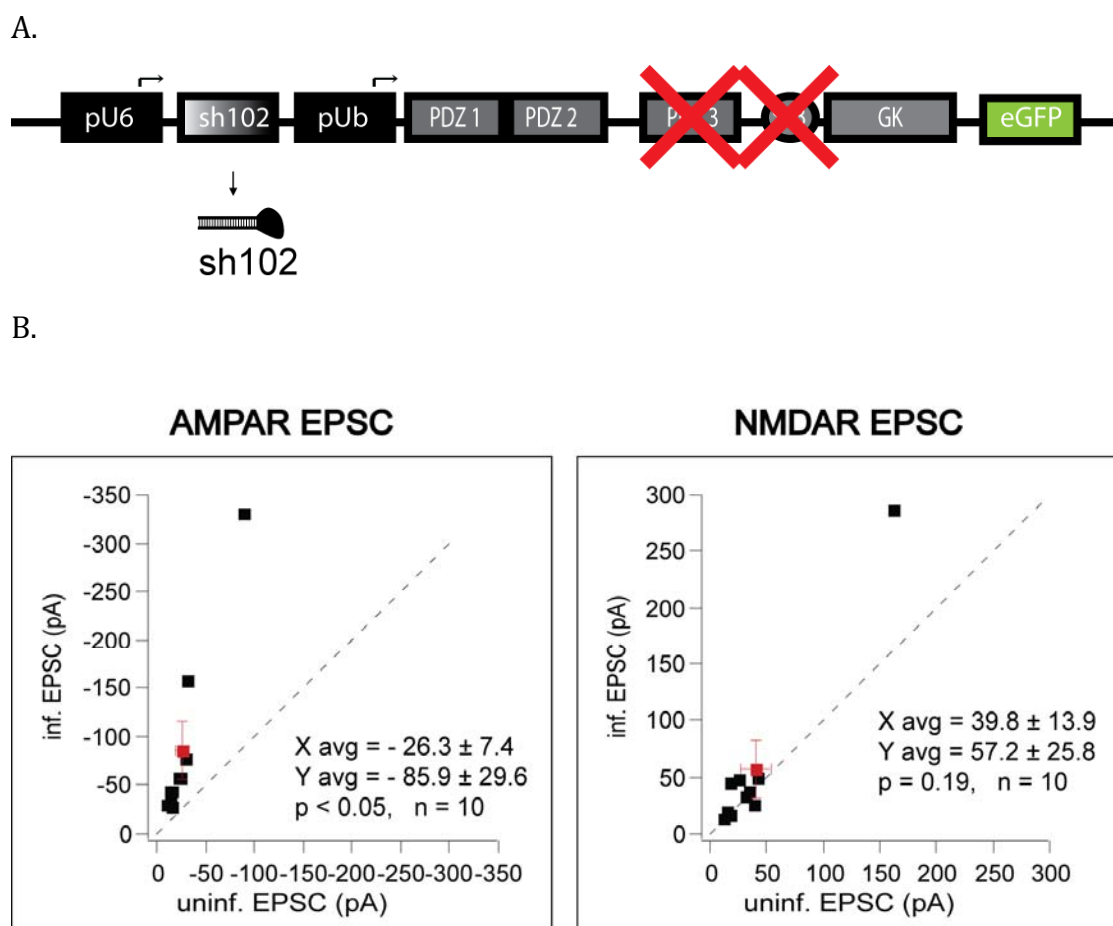 A.
pU6 sh102 pUb PDZ 1 PDZ 2 GK eGFP
sh102
B.
AMPAR EPSC
-350
-300
-250
-200
-150
-100
-50
0
inf. EPSC (pA)
X avg = - 26.3 ± 7.4
Y avg = - 85.9 ± 29.6
p < 0.05, n = 10
0 -50 -100 -150 -200 -250 -300 -350
uninf. EPSC (pA)
NMDAR EPSC
300
250
200
150
100
50
0
inf. EPSC (pA)
X avg = 39.8 ± 13.9
Y avg = 57.2 ± 25.8
p = 0.19, n = 10
0 50 100 150 200 250 300
uninf. EPSC (pA)